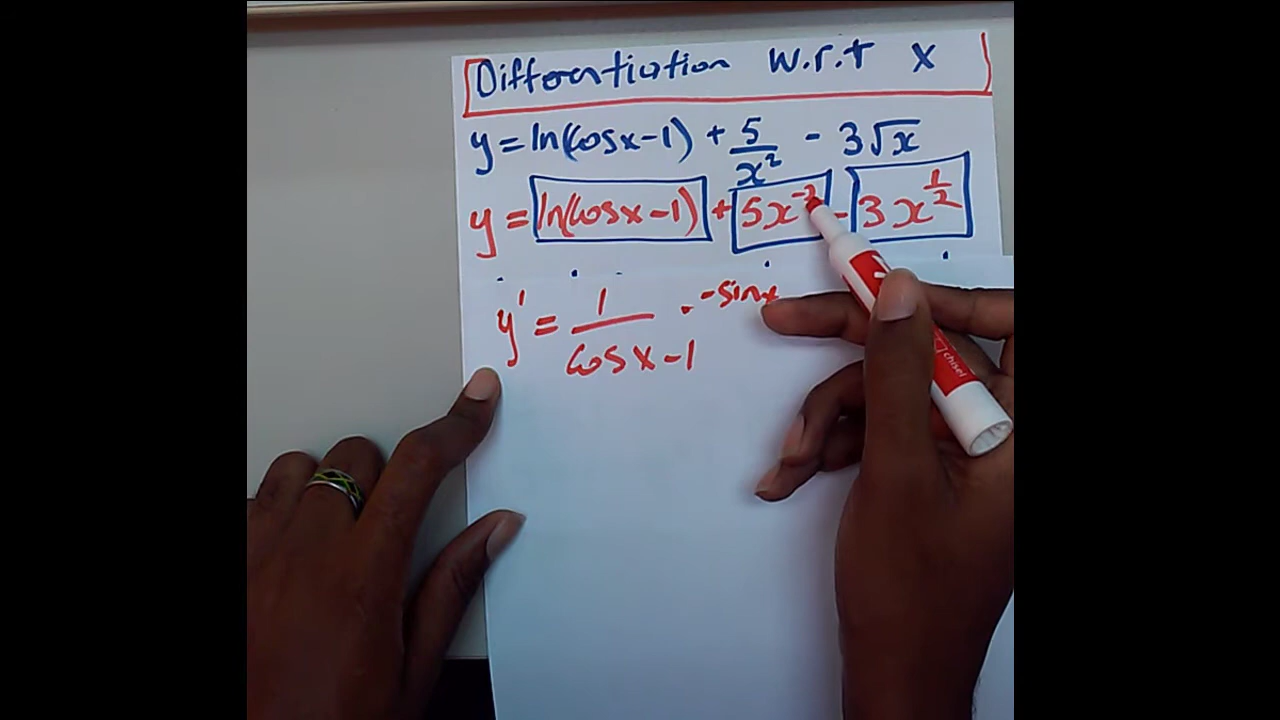 Differentiation w.r.t x
y = ln(cosx-1) + 5/x² - 3√x
y = ln(cosx-1) + 5x⁻² - 3x^(1/2)
y' = 1/(cosx-1) · -sinx
chisel